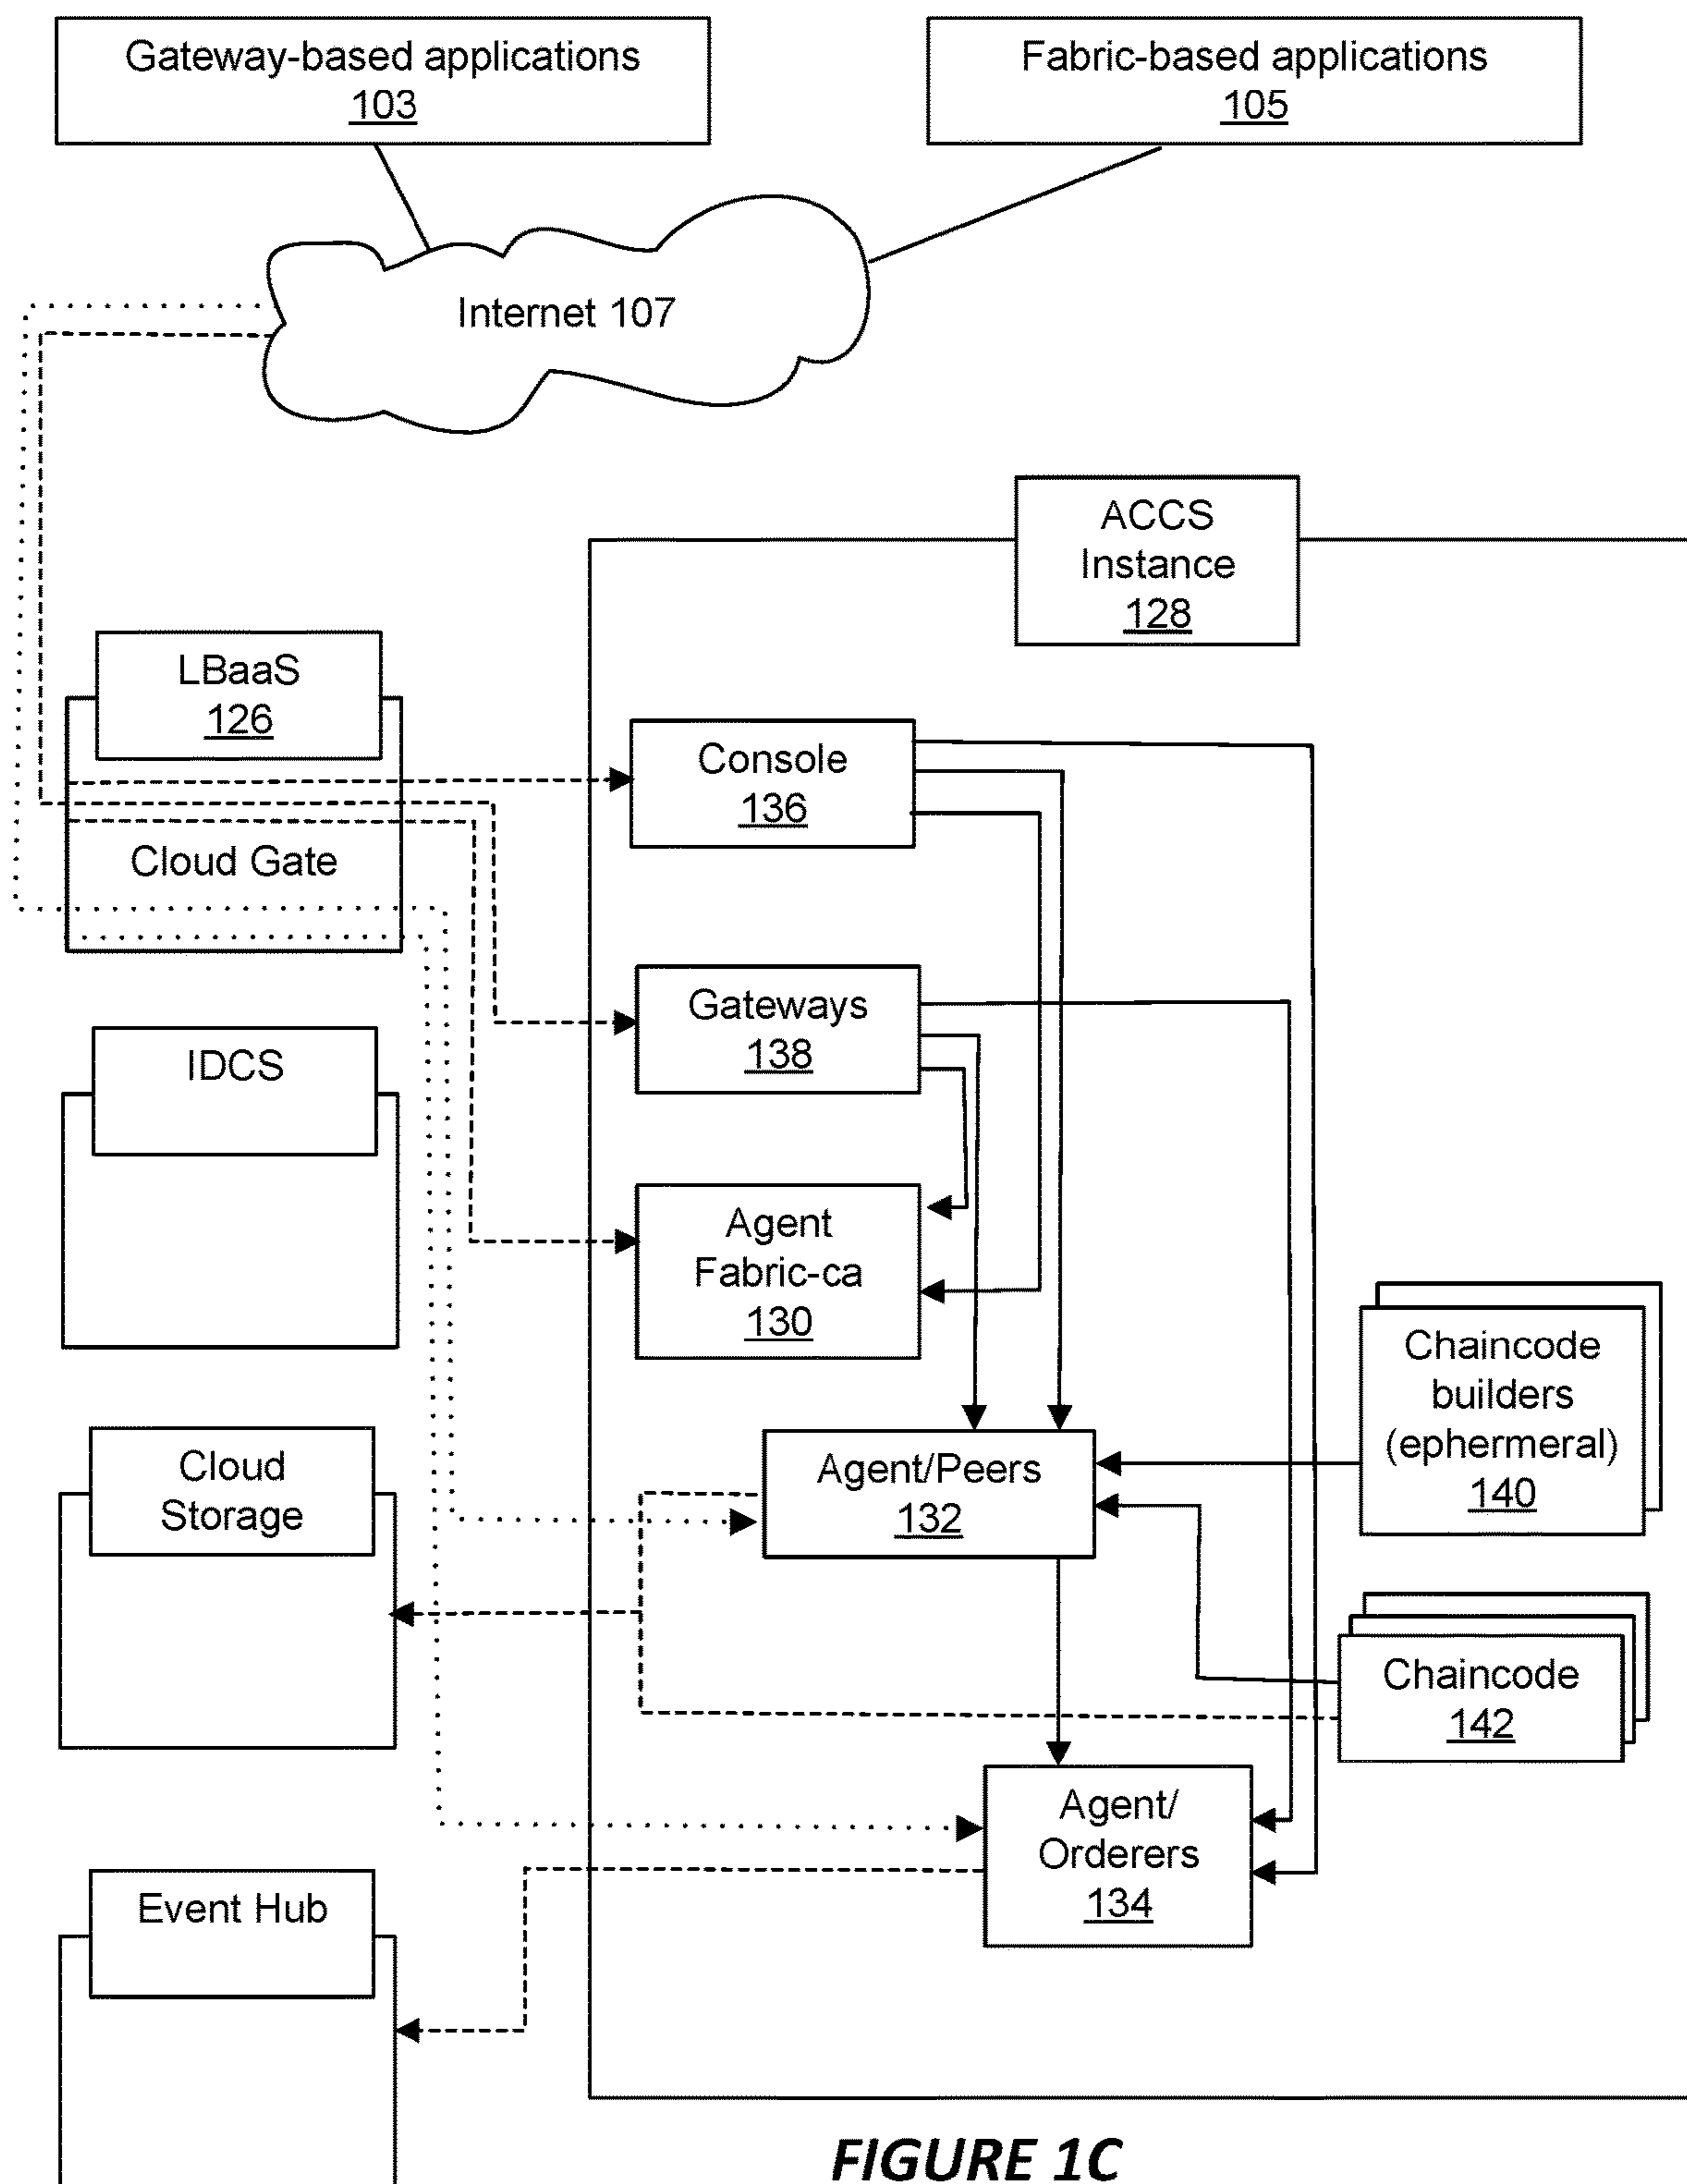 Gateway-based applications
103
Fabric-based applications
105
Internet 107
ACCS
Instance
128
LBaaS
126
Cloud Gate
Console
136
Gateways
138
IDCS
Agent
Fabric-ca
130
Chaincode
builders
(ephermeral)
140
Cloud
Storage
Agent/Peers
132
Chaincode
142
Agent/
Orderers
134
Event Hub
FIGURE 1C